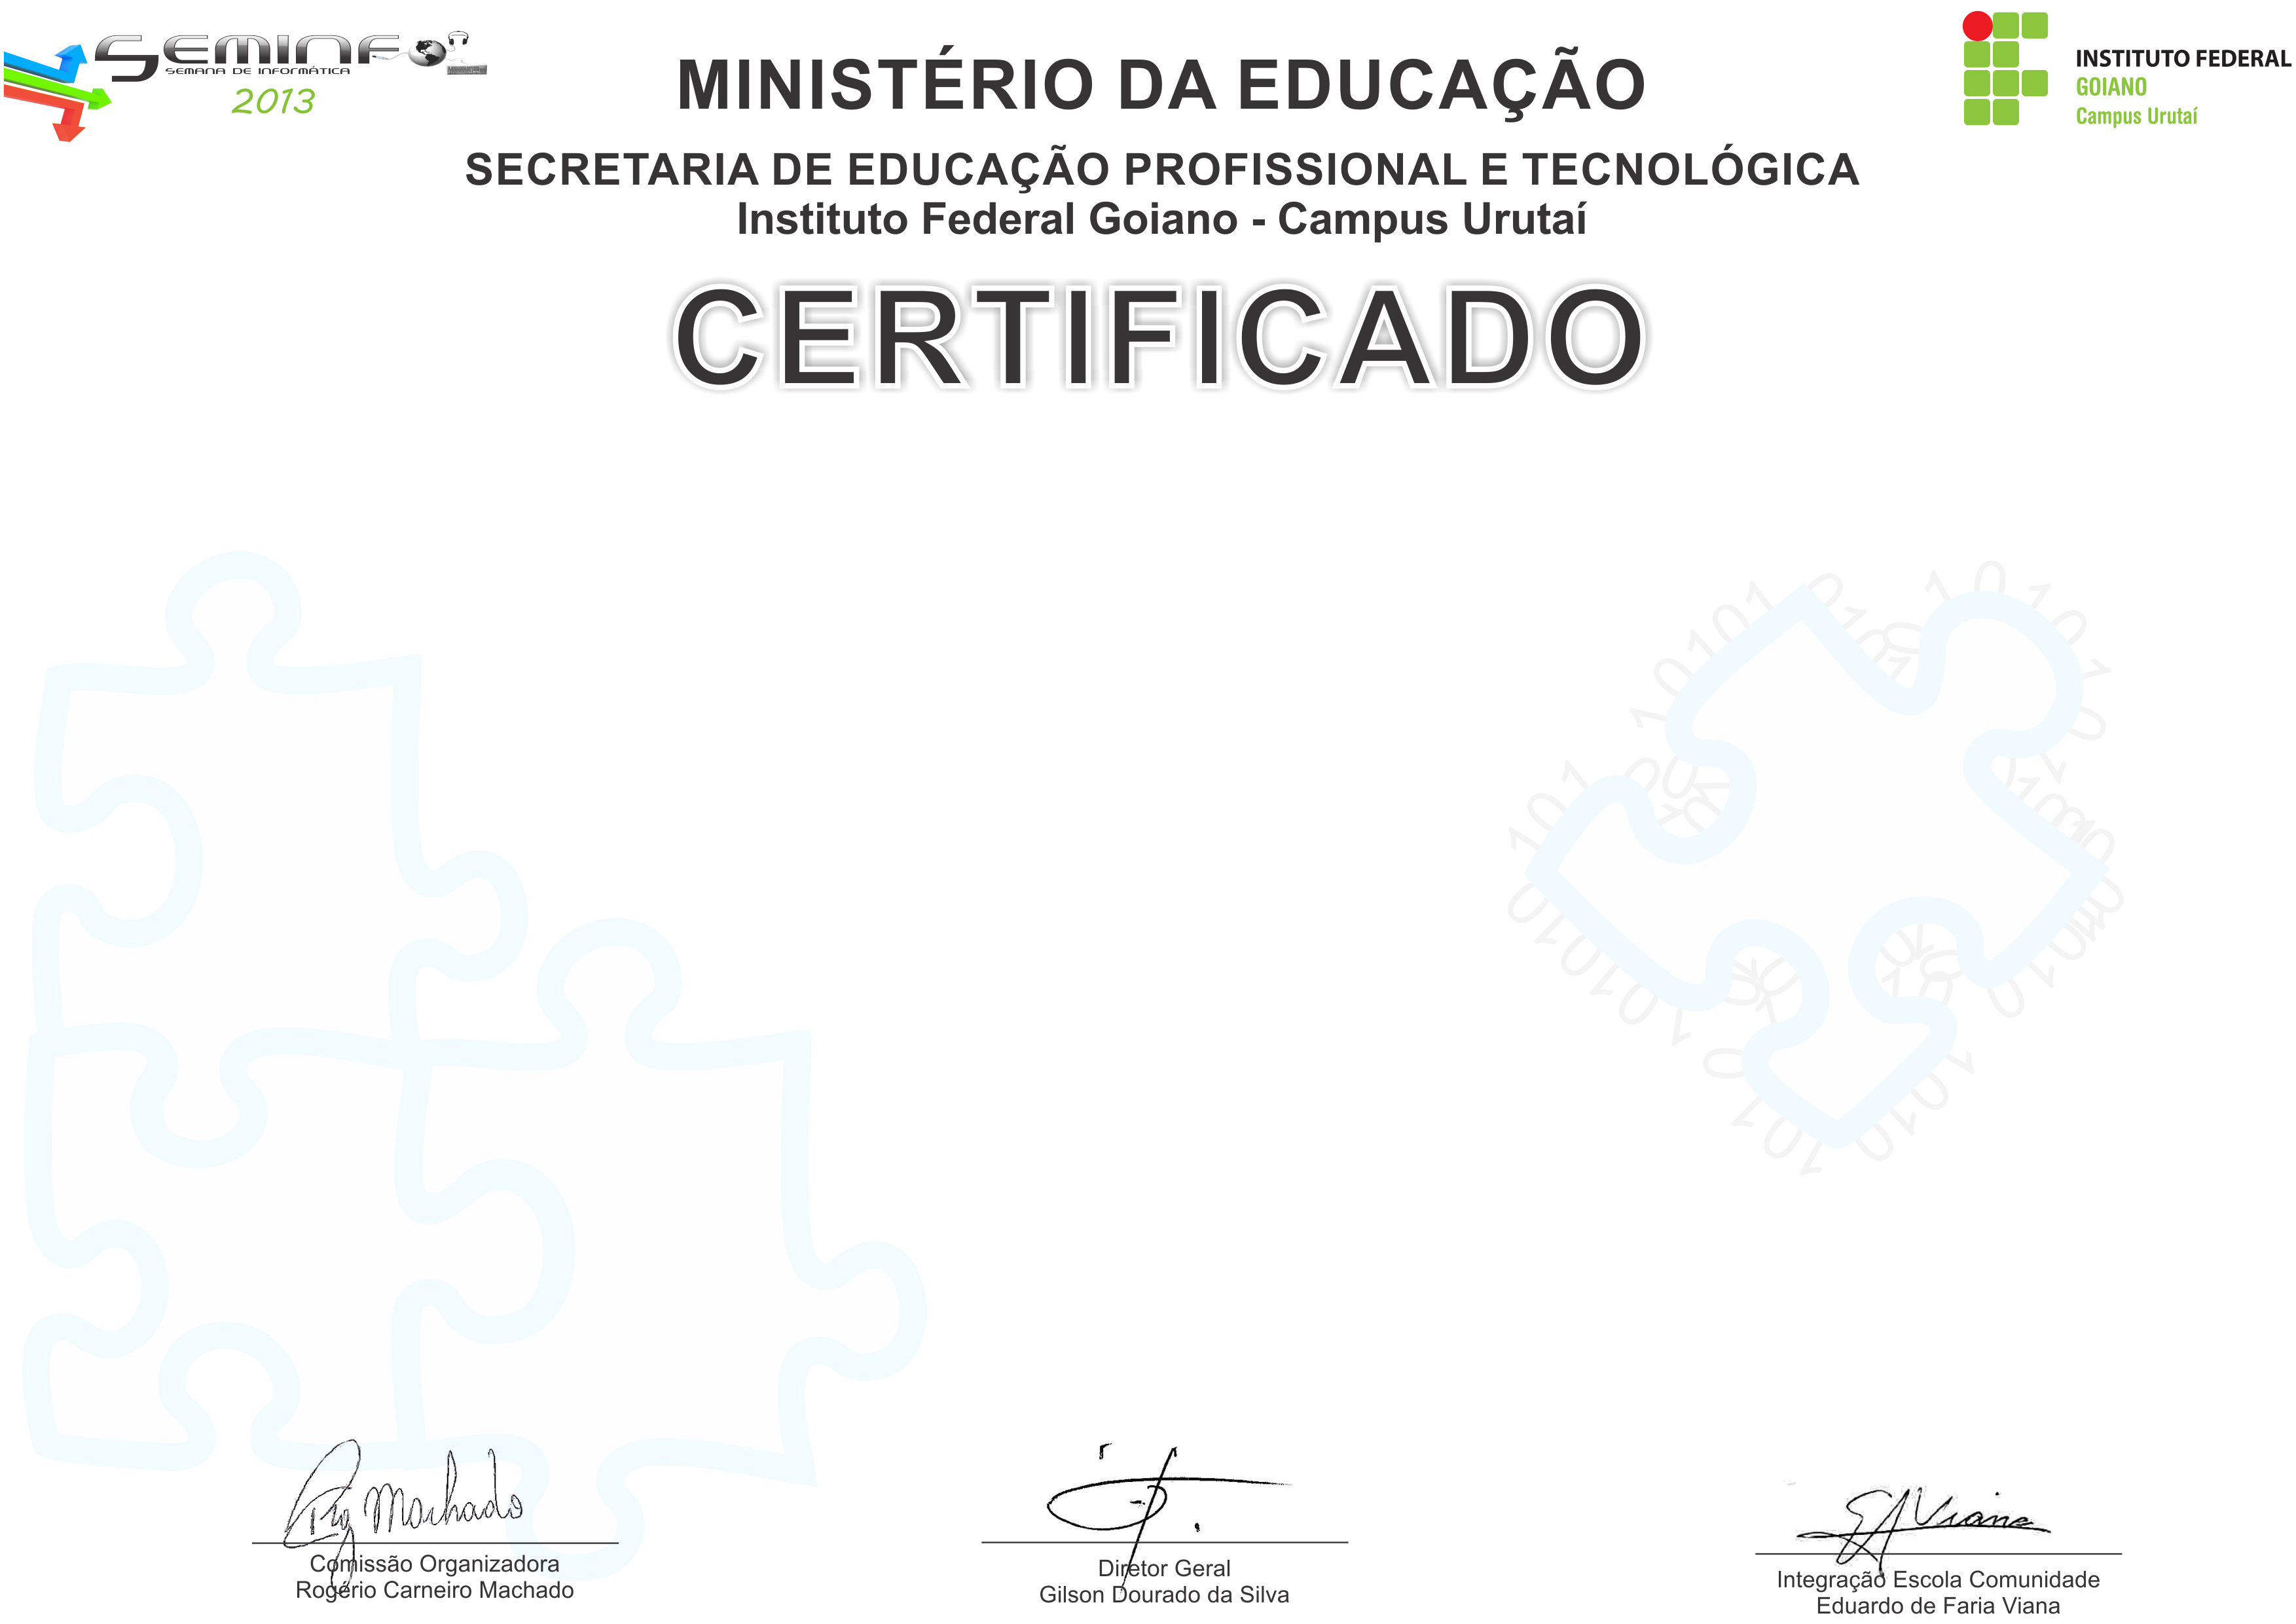 SEMINFO
SEMANA DE INFORMÁTICA
2013
MINISTÉRIO DA EDUCAÇÃO
SECRETARIA DE EDUCAÇÃO PROFISSIONAL E TECNOLÓGICA
Instituto Federal Goiano - Campus Urutaí
INSTITUTO FEDERAL
GOIANO
Campus Urutaí
CERTIFICADO
Machado
Comissão Organizadora
Rogério Carneiro Machado
Diretor Geral
Gilson Dourado da Silva
Viana
Integração Escola Comunidade
Eduardo de Faria Viana